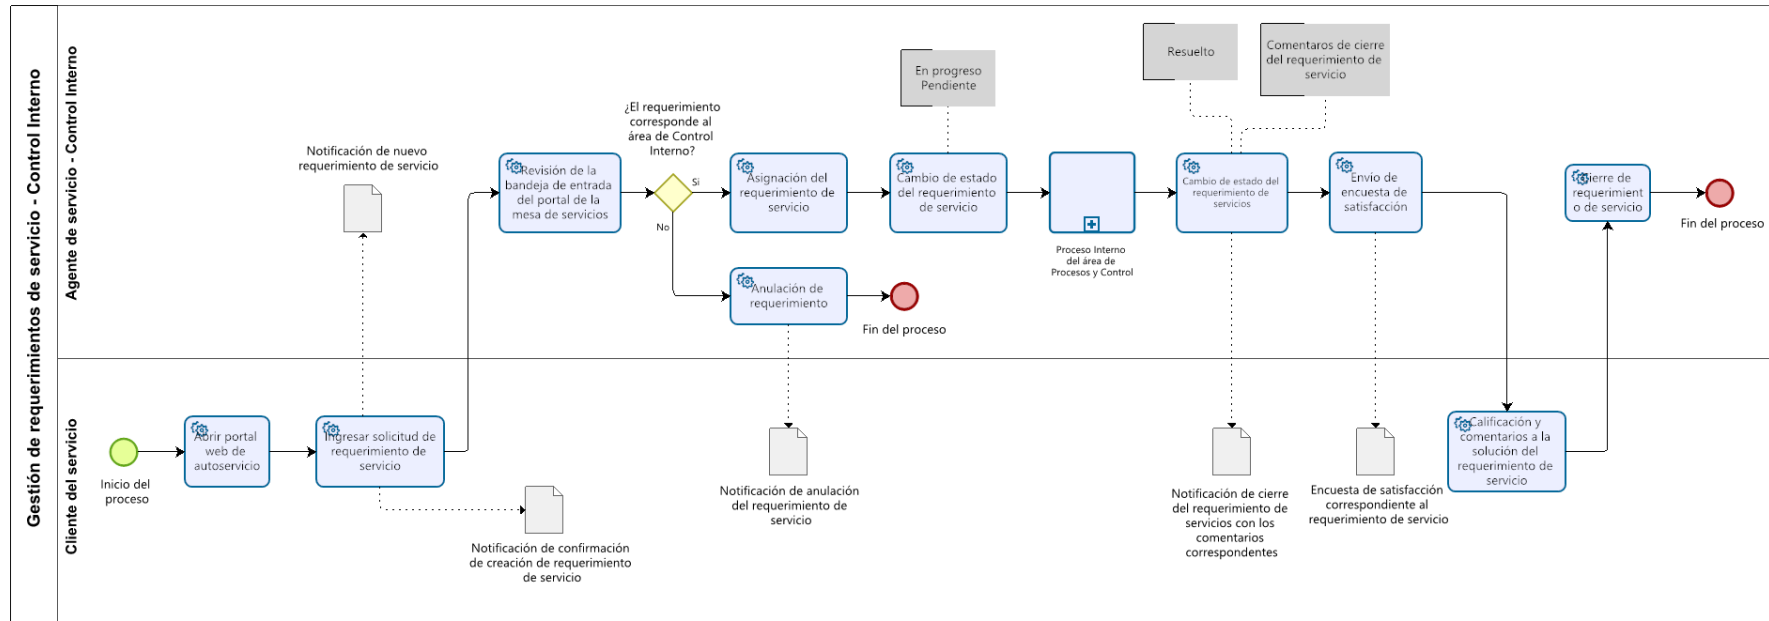 Gestión de requerimientos de servicio - Control Interno
Agente de servicio - Control Interno
Notificación de nuevo
requerimiento de servicio
Revisión de la
bandeja de entrada
del portal de la
mesa de servicios
¿El requerimiento
corresponde al
área de Control
Interno?
Si
No
Asignación del
requerimiento de
servicio
Anulación de
requerimiento
Fin del proceso
En progreso
Pendiente
Cambio de estado
del requerimiento
de servicio
Proceso Interno
del área de
Procesos y Control
Resuelto
Comentaros de cierre
del requerimiento de
servicio
Cambio de estado del
requerimiento de
servicios
Envío de
encuesta de
satisfacción
Cierre de
requerimient
o de servicio
Fin del proceso
Cliente del servicio
Inicio del
proceso
Abrir portal
web de
autoservicio
Ingresar solicitud de
requerimiento de
servicio
Notificación de confirmación
de creación de requerimiento
de servicio
Notificación de anulación
del requerimiento de
servicio
Notificación de cierre
del requerimiento de
servicios con los
comentarios
correspondentes
Encuesta de satisfacción
correspondiente al
requerimiento de servicio
Calificación y
comentarios a la
solución del
requerimiento de
servicio